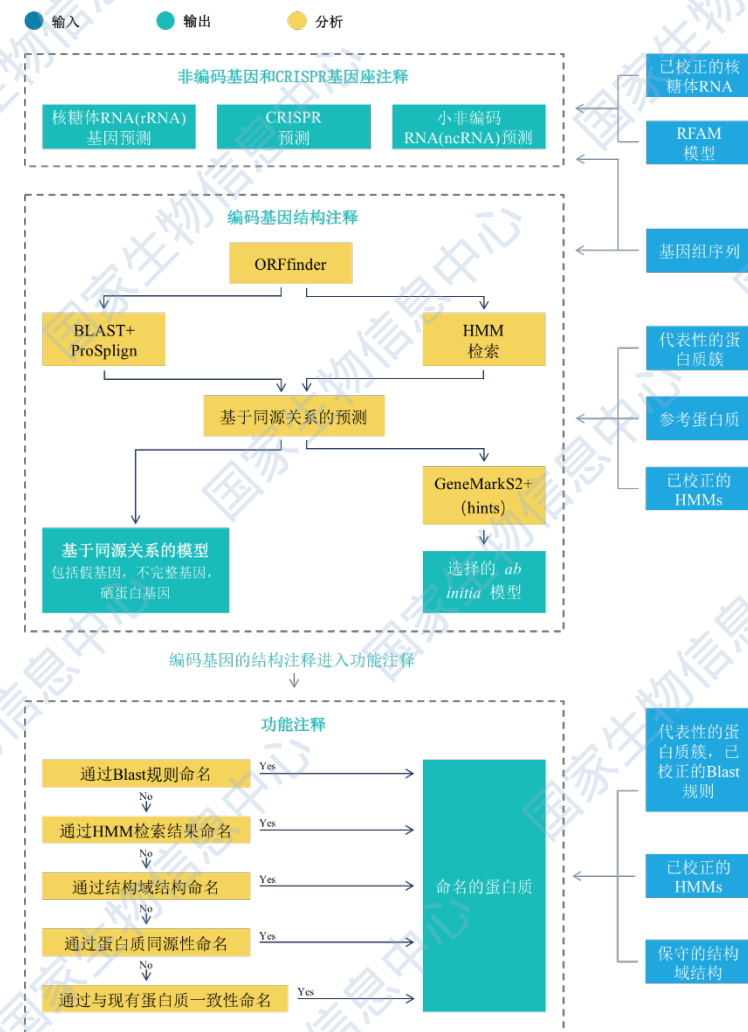 输入
输出
分析
非编码基因和CRISPR基因座注释
核糖体RNA(rRNA)
基因预测
CRISPR
预测
小非编码
RNA(ncRNA)预测
已校正的核
糖体RNA
RFAM
模型
基因组序列
编码基因结构注释
ORFfinder
BLAST+
ProSplign
HMM
检索
基于同源关系的预测
GeneMarkS2+
(hints)
基于同源关系的模型
包括假基因，不完整基因，
硒蛋白基因
选择的 ab
initia 模型
代表性的蛋
白质簇
参考蛋白质
已校正的
HMMs
编码基因的结构注释进入功能注释
功能注释
通过Blast规则命名
Yes
No
通过HMM检索结果命名
Yes
No
通过结构域结构命名
Yes
No
通过蛋白质同源性命名
Yes
No
通过与现有蛋白质一致性命名
Yes
命名的蛋白质
代表性的蛋
白质簇，已
校正的Blast
规则
已校正的
HMMs
保守的结构
域结构
国家生物信息中心